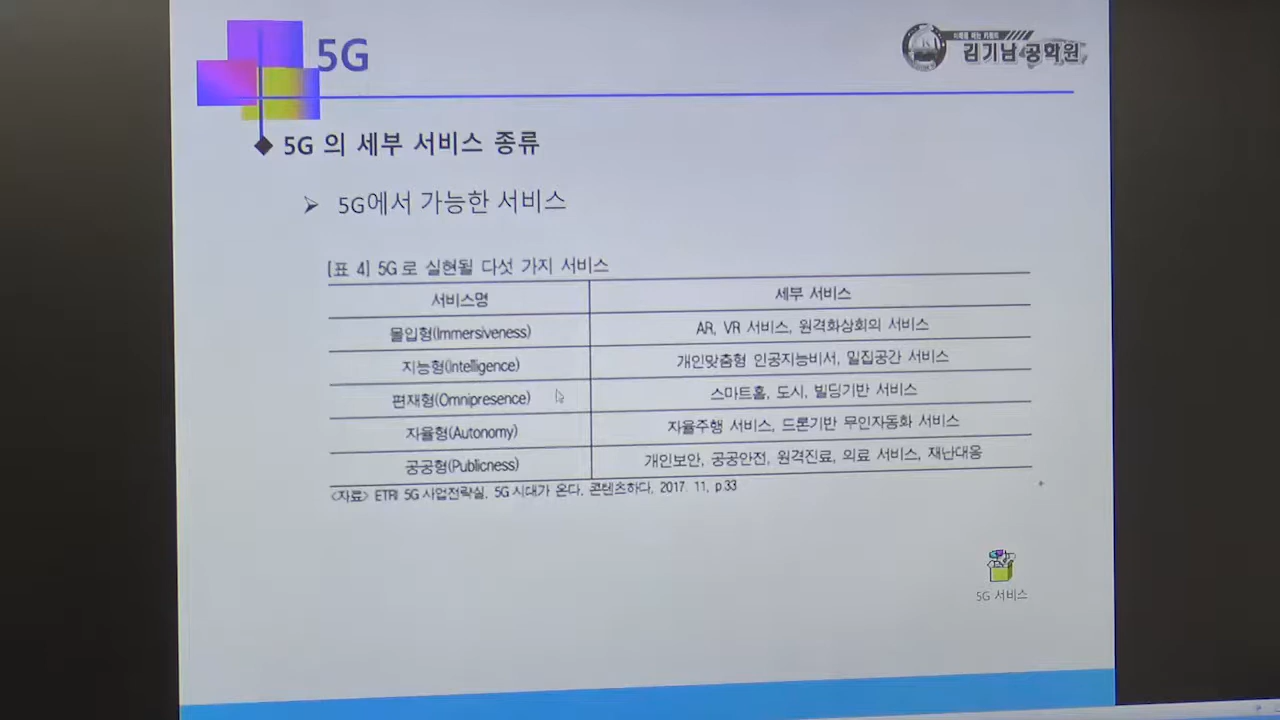 5G
김기남 공학원
◆ 5G 의 세부 서비스 종류
➢ 5G에서 가능한 서비스
[표 4] 5G로 실현될 다섯 가지 서비스
서비스명 세부 서비스
몰입형(Immersiveness) AR, VR 서비스, 원격화상회의 서비스
지능형(Intelligence) 개인맞춤형 인공지능비서, 밀집공간 서비스
편재형(Omnipresence) 스마트홈, 도시, 빌딩기반 서비스
자율형(Autonomy) 자율주행 서비스, 드론기반 무인자동화 서비스
공공형(Publicness) 개인보안, 공공안전, 원격진료, 의료 서비스, 재난대응
<자료> ETRI 5G 사업전략실, 5G 시대가 온다, 콘텐츠하다, 2017. 11, p.33
5G 서비스